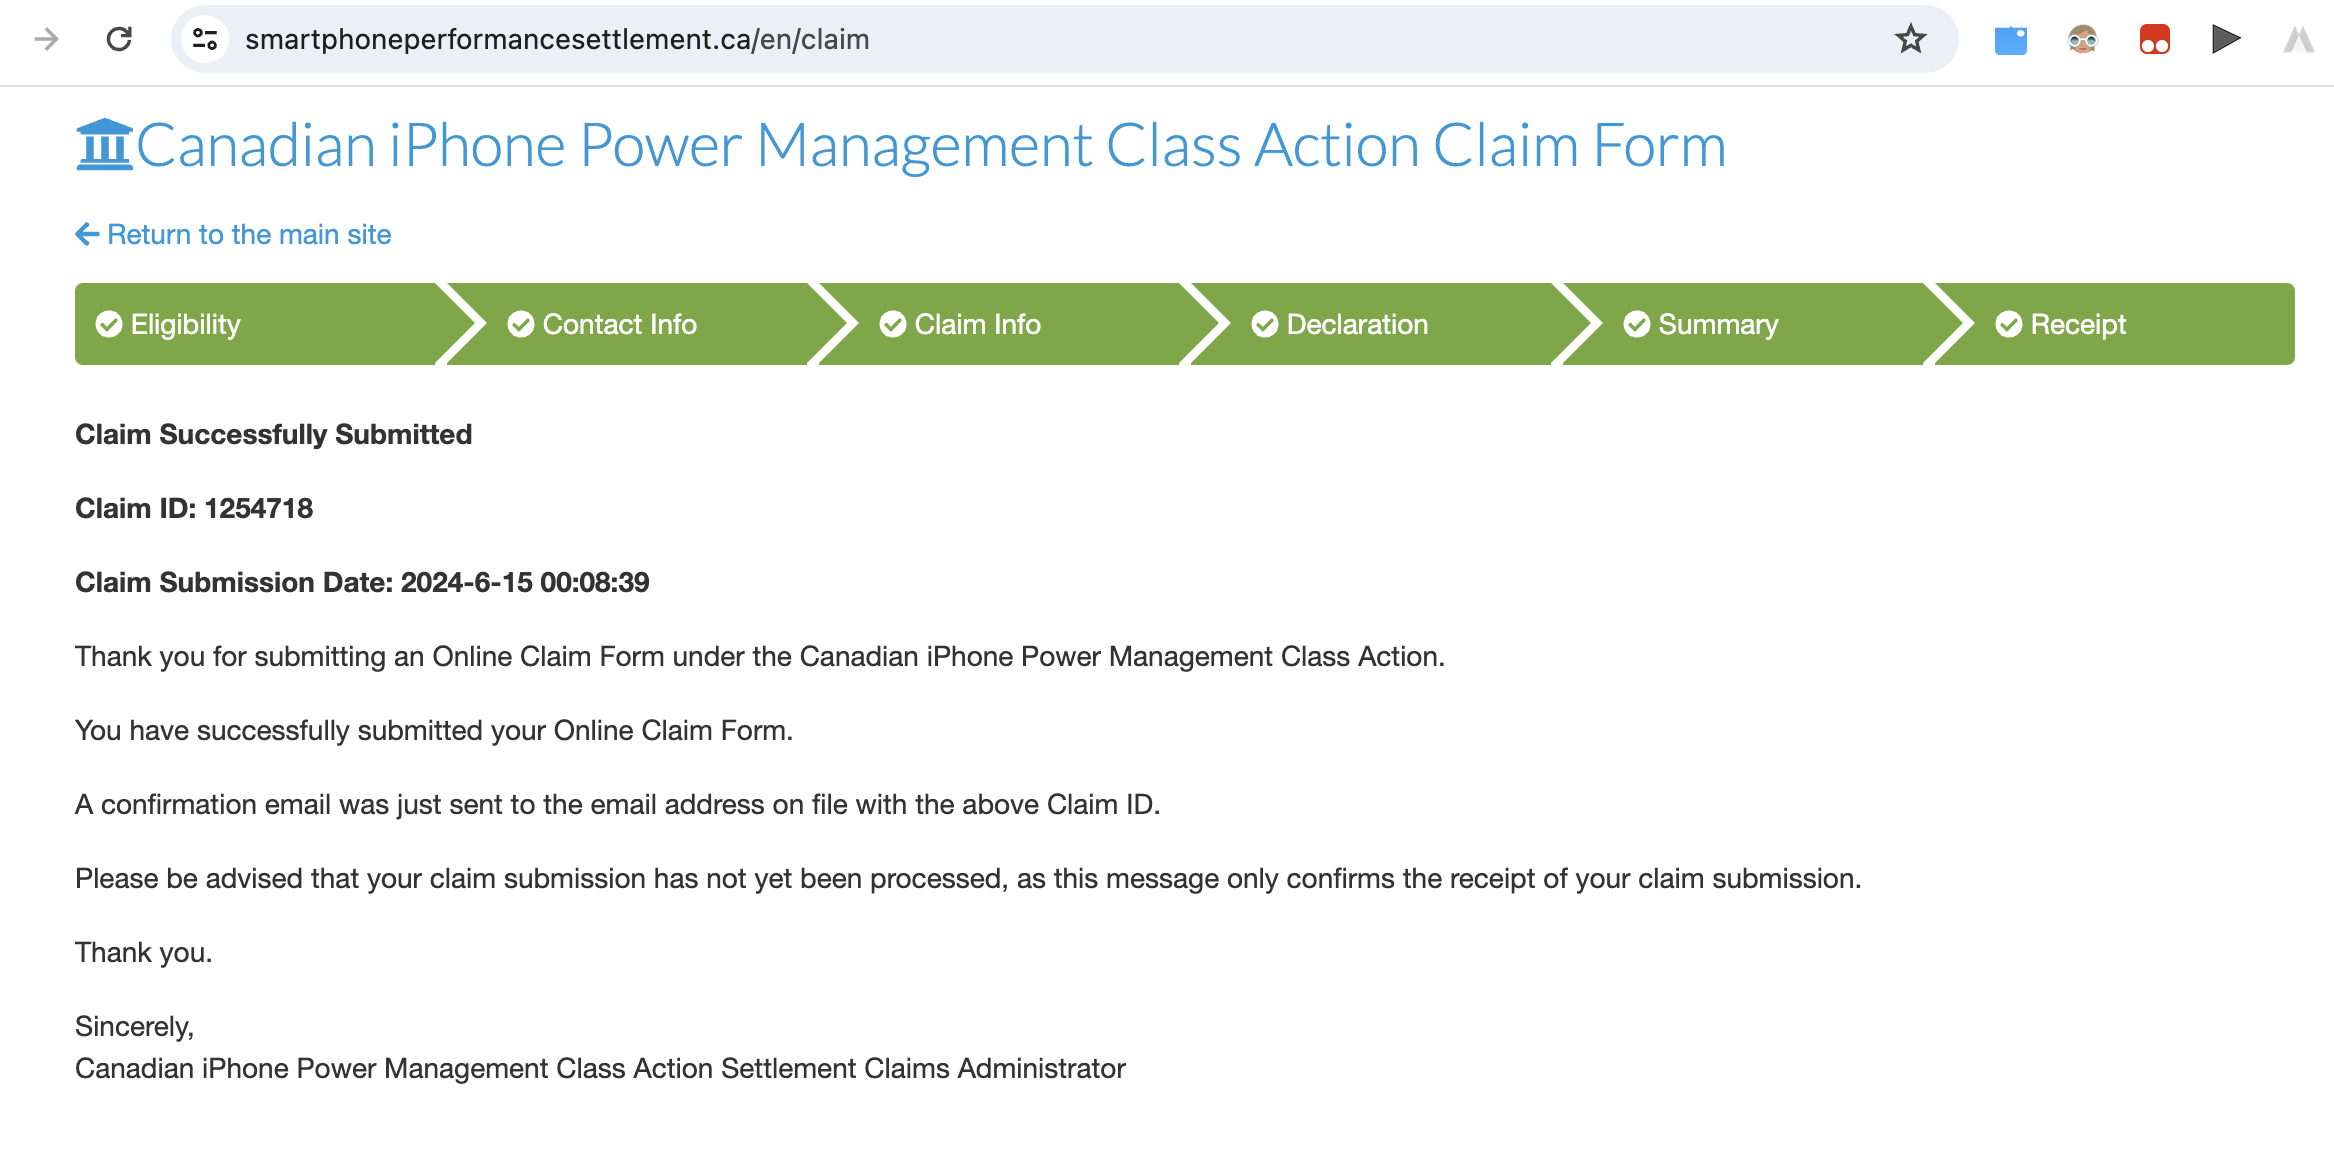 smartphoneperformancesettlement.ca/en/claim
Canadian iPhone Power Management Class Action Claim Form
Return to the main site
Eligibility
Contact Info
Claim Info
Declaration
Summary
Receipt
Claim Successfully Submitted
Claim ID: 1254718
Claim Submission Date: 2024-6-15 00:08:39
Thank you for submitting an Online Claim Form under the Canadian iPhone Power Management Class Action.
You have successfully submitted your Online Claim Form.
A confirmation email was just sent to the email address on file with the above Claim ID.
Please be advised that your claim submission has not yet been processed, as this message only confirms the receipt of your claim submission.
Thank you.
Sincerely,
Canadian iPhone Power Management Class Action Settlement Claims Administrator